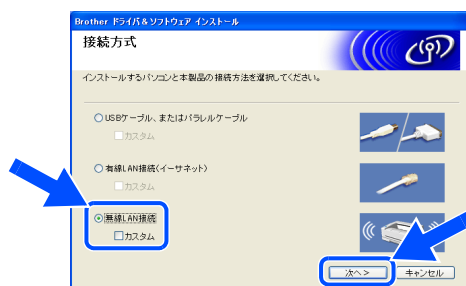 Brother ドライバ&ソフトウェア インストール
接続方式
インストールするパソコンと本製品の接続方法を選択してください。
USBケーブル、またはパラレルケーブル
カスタム
有線LAN接続(イーサネット)
カスタム
無線LAN接続
カスタム
次へ >
キャンセル